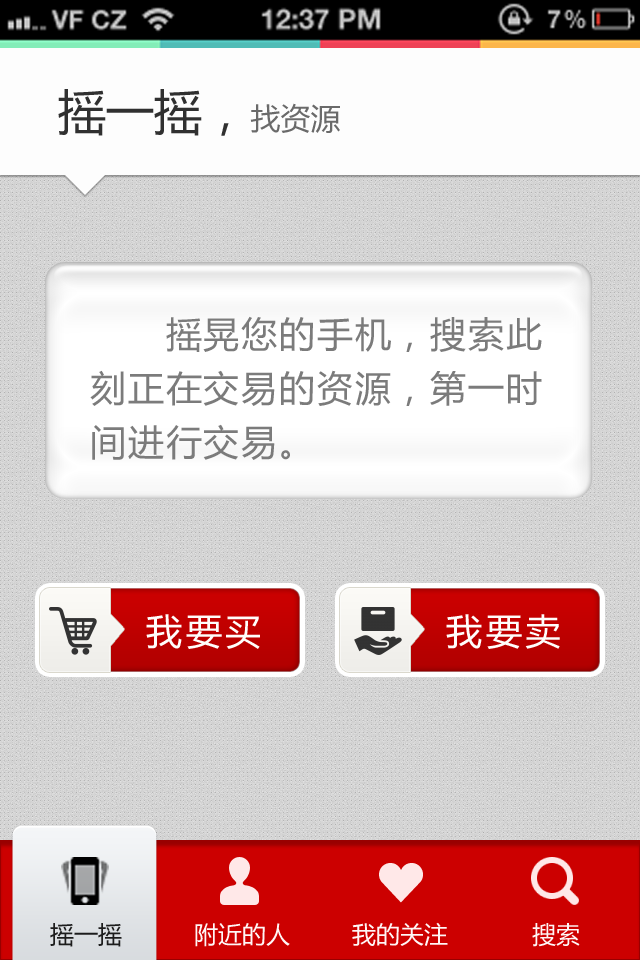 VF CZ 12:37 PM 7%
摇一摇，找资源
摇晃您的手机，搜索此
刻正在交易的资源，第一时
间进行交易。
我要买 我要卖
摇一摇 附近的人 我的关注 搜索